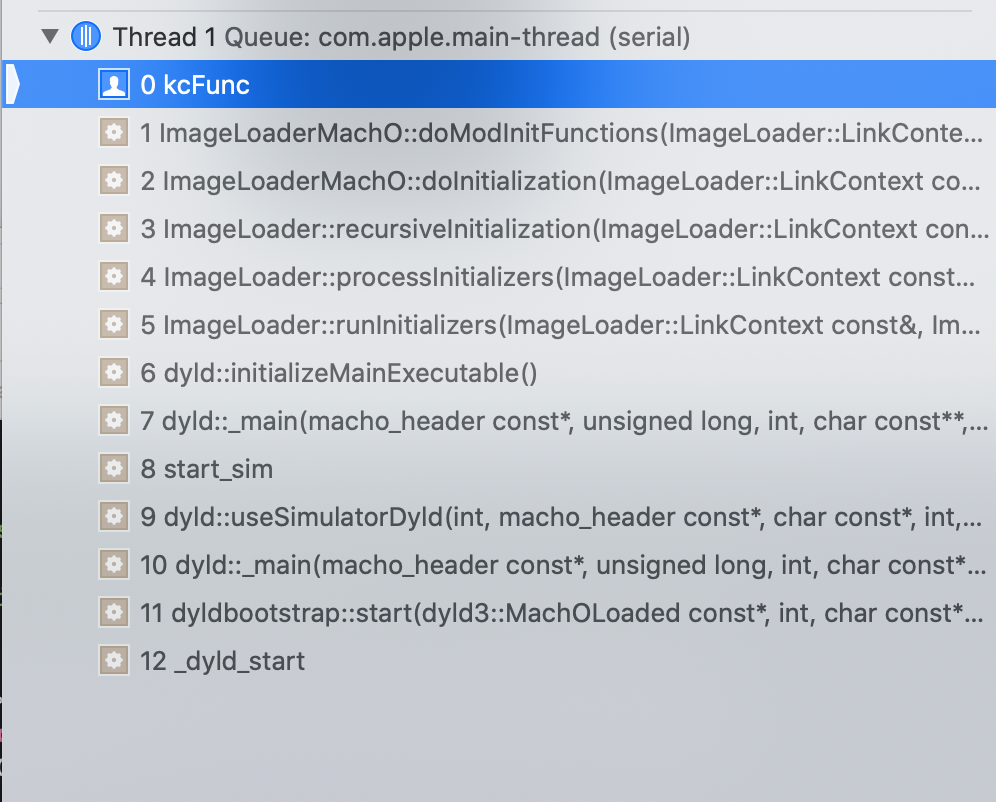 Thread 1 Queue: com.apple.main-thread (serial)
0 kcFunc
1 ImageLoaderMachO::doModInitFunctions(ImageLoader::LinkConte...
2 ImageLoaderMachO::doInitialization(ImageLoader::LinkContext co...
3 ImageLoader::recursiveInitialization(ImageLoader::LinkContext con...
4 ImageLoader::processInitializers(ImageLoader::LinkContext const...
5 ImageLoader::runInitializers(ImageLoader::LinkContext const&, Im...
6 dyld::initializeMainExecutable()
7 dyld::_main(macho_header const*, unsigned long, int, char const**,...
8 start_sim
9 dyld::useSimulatorDyld(int, macho_header const*, char const*, int,...
10 dyld::_main(macho_header const*, unsigned long, int, char const*...
11 dyldbootstrap::start(dyld3::MachOLoaded const*, int, char const*...
12 _dyld_start